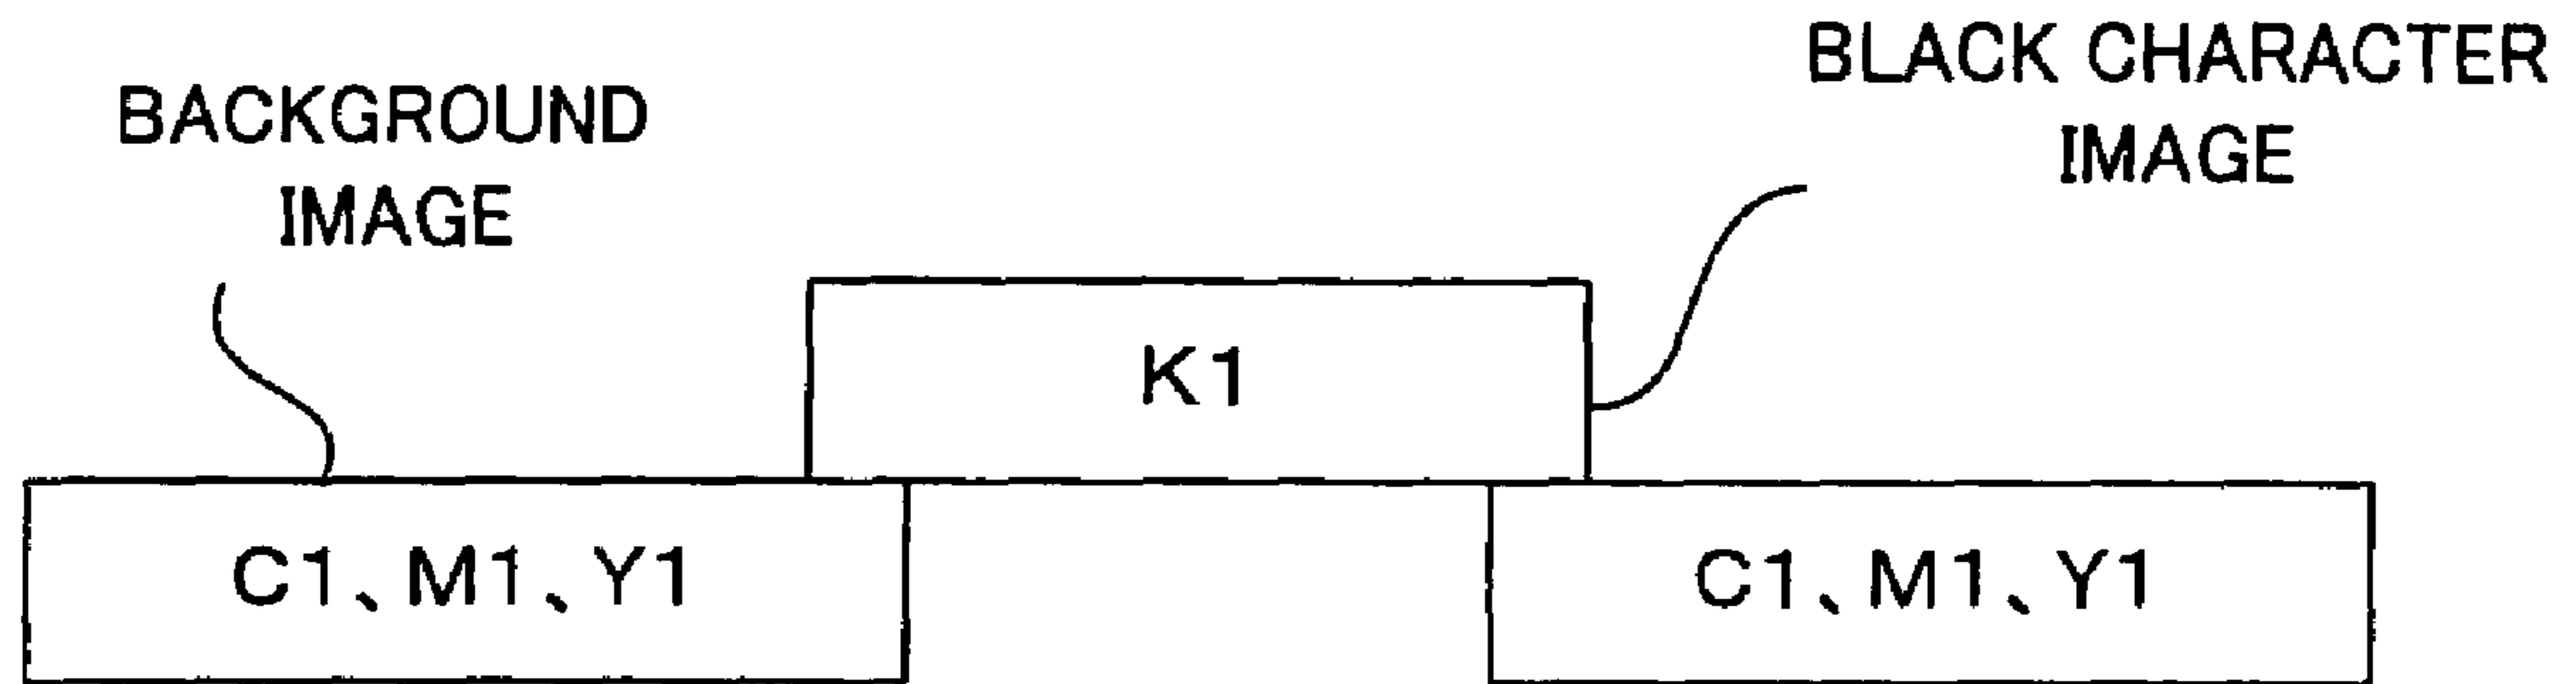 BACKGROUND
IMAGE
BLACK CHARACTER
IMAGE
K1
C1、M1、Y1
C1、M1、Y1